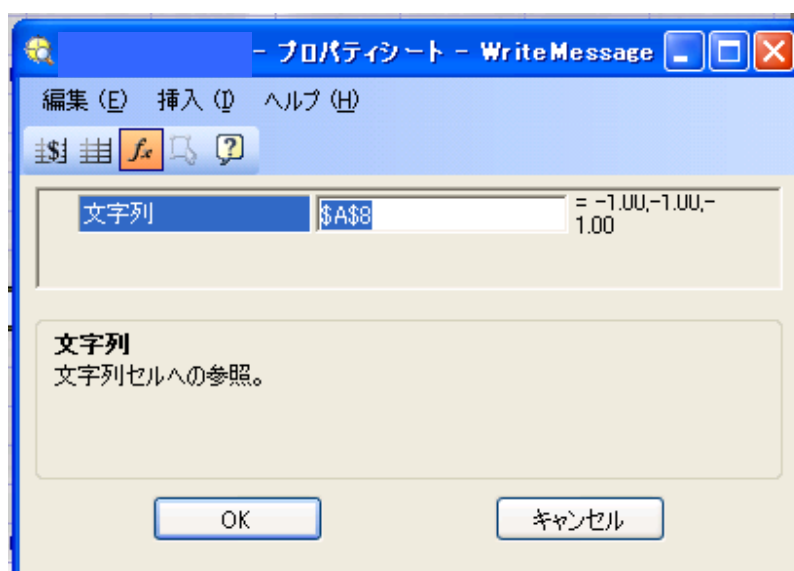 - プロパティシート - WriteMessage
編集(E) 挿入(I) ヘルプ(H)
文字列 $A$8 = -1.00,-1.00,-
1.00
文字列
文字列セルへの参照。
OK キャンセル